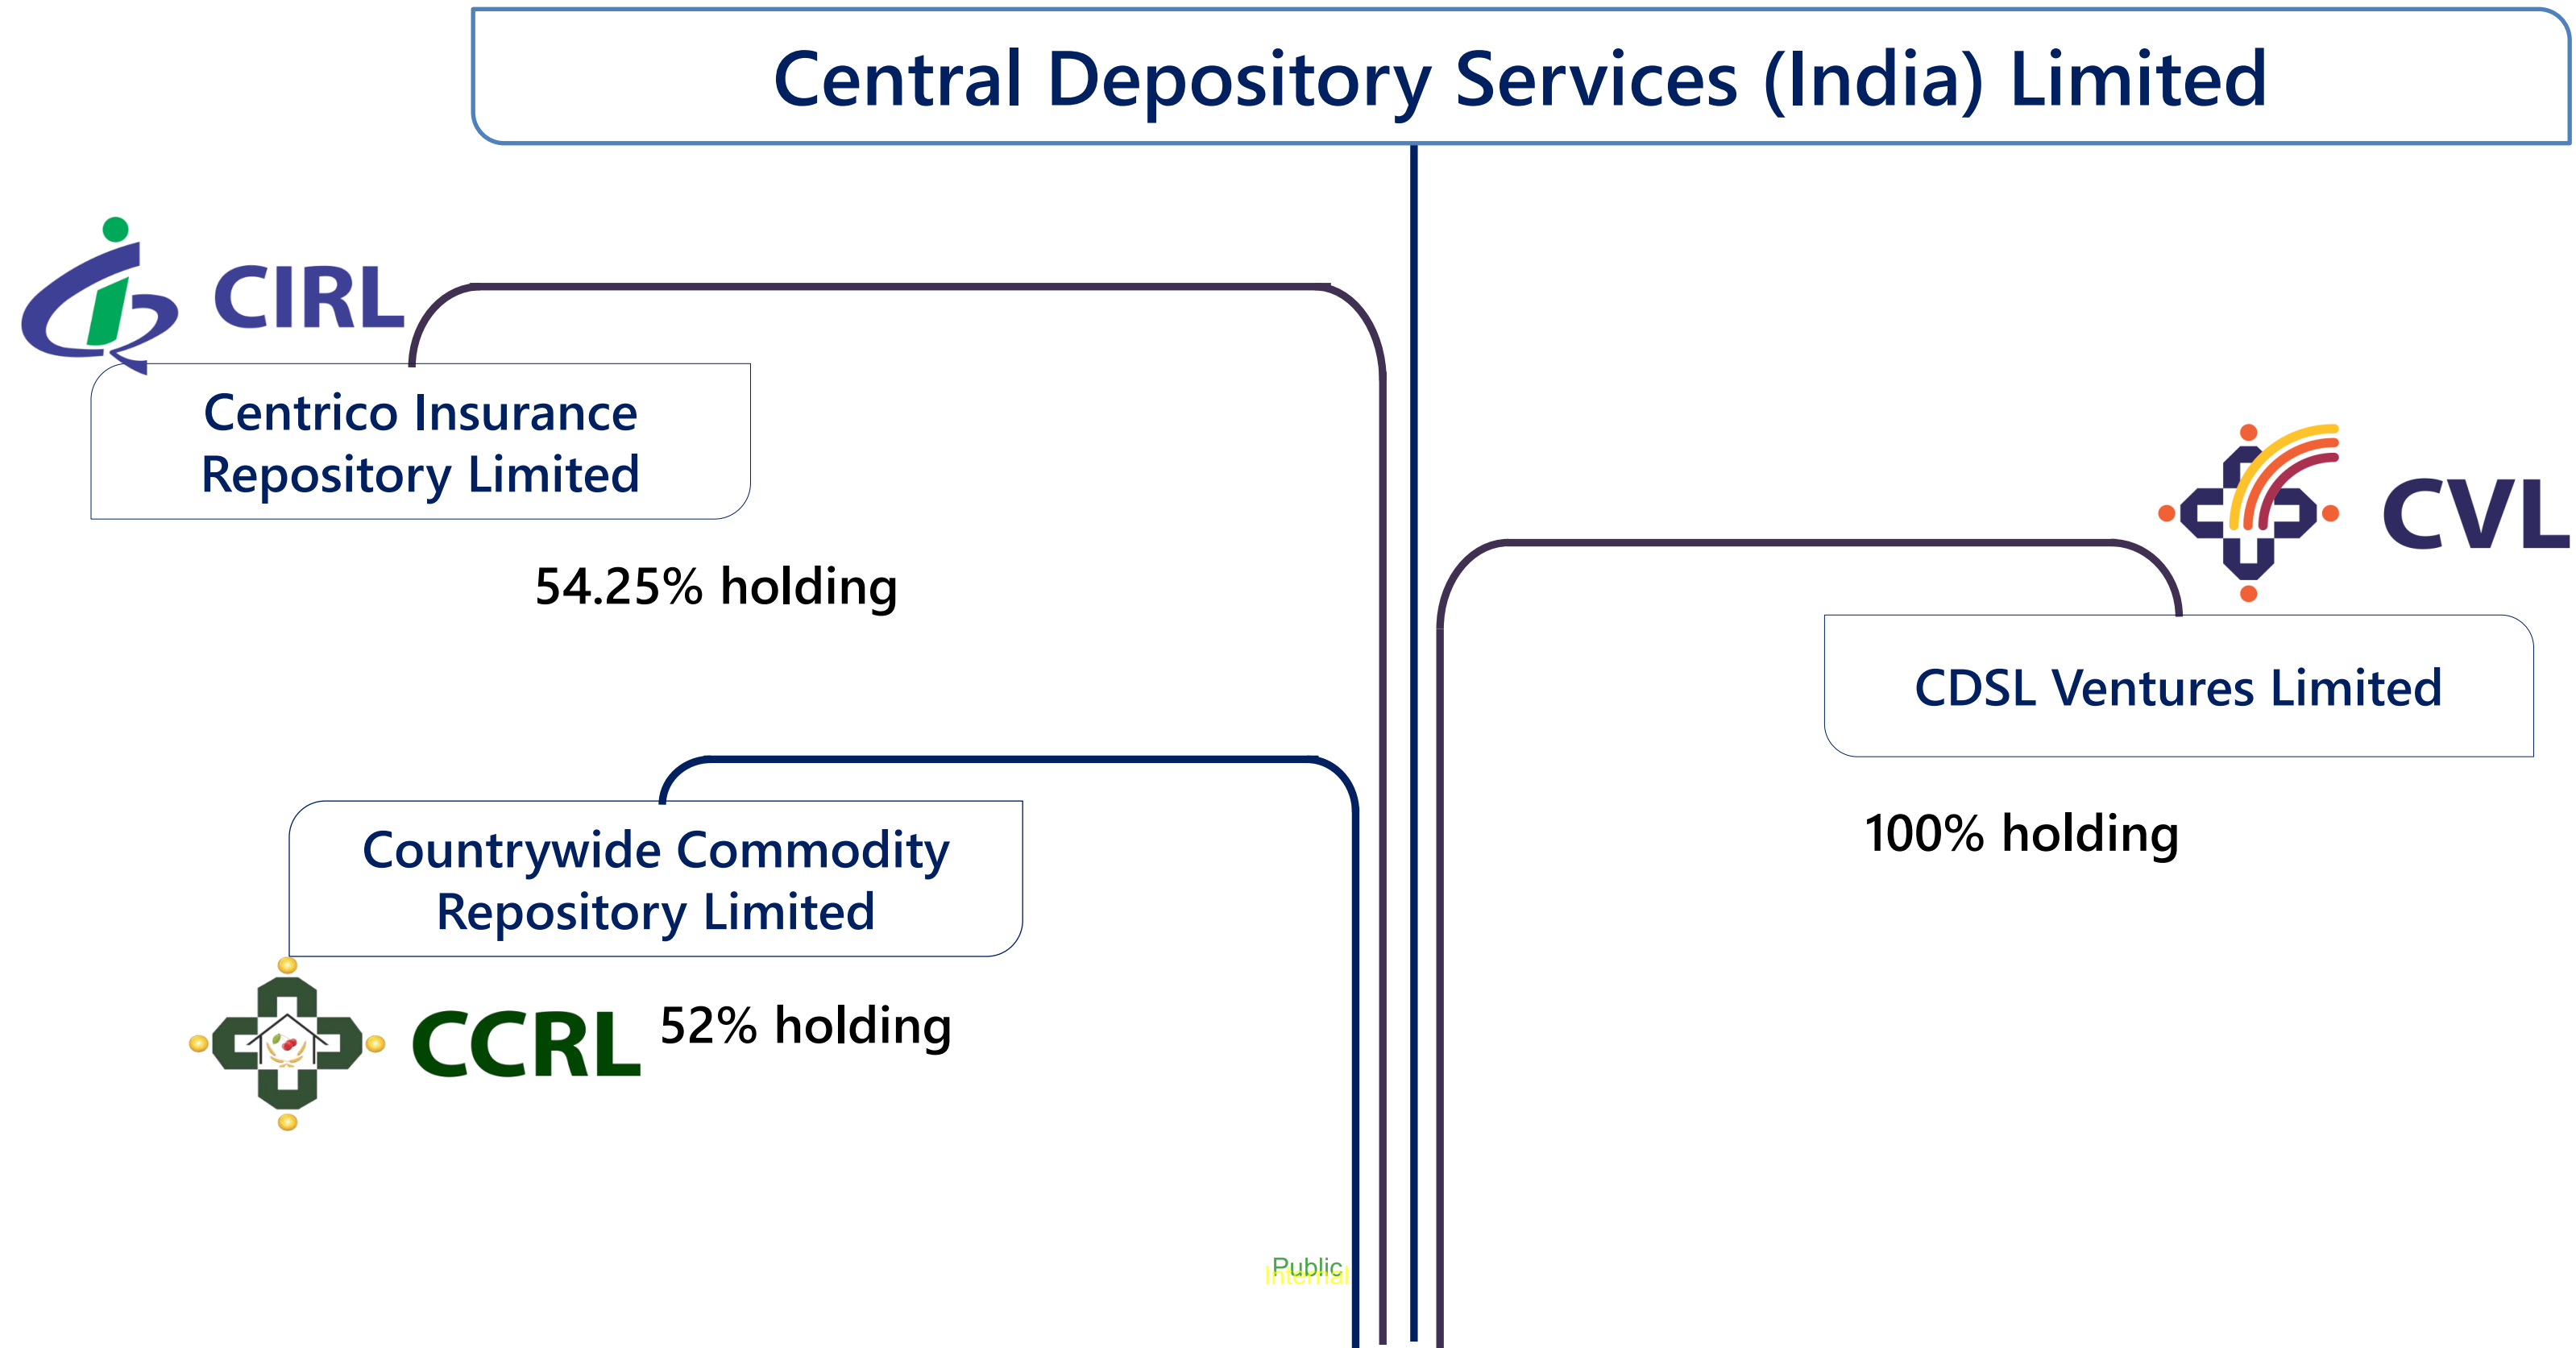 Central Depository Services (India) Limited
CIRL
Centrico Insurance
Repository Limited
54.25% holding
CVL
CDSL Ventures Limited
100% holding
Countrywide Commodity
Repository Limited
CCRL
52% holding
Public
Internal